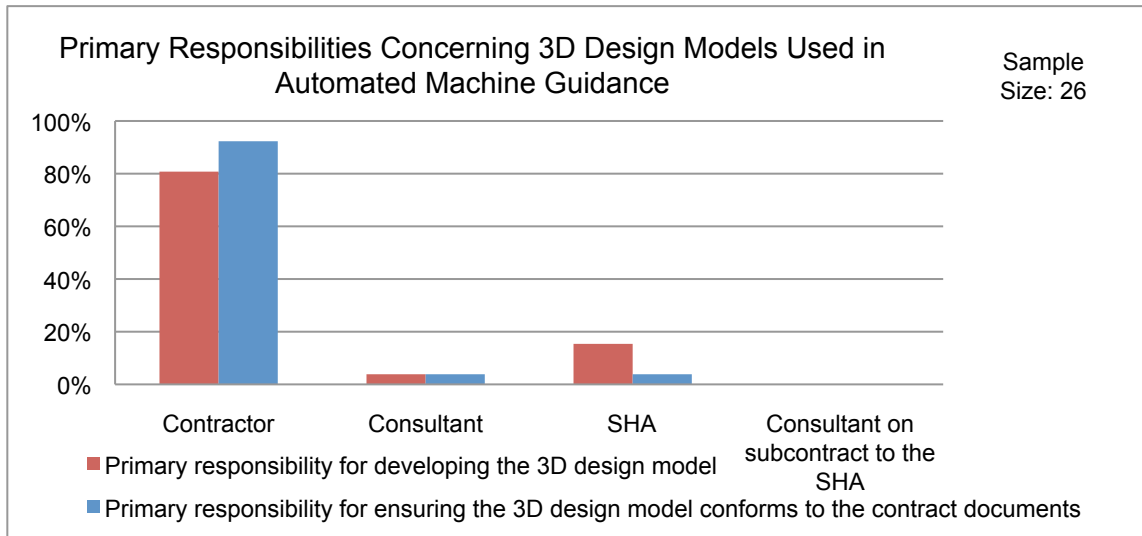 Primary Responsibilities Concerning 3D Design Models Used in
Automated Machine Guidance
Sample
Size: 26
100%
80%
60%
40%
20%
0%
Contractor
Consultant
SHA
Consultant on
subcontract to the
SHA
Primary responsibility for developing the 3D design model
Primary responsibility for ensuring the 3D design model conforms to the contract documents